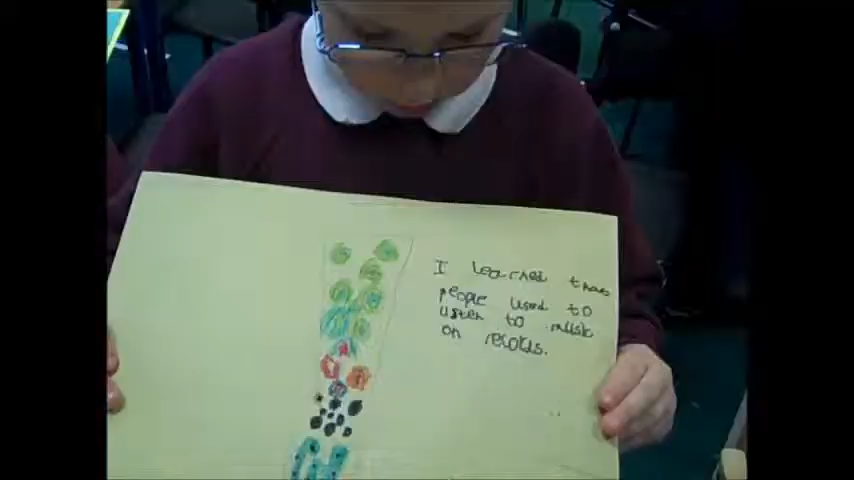 I learned that
people used to
listen to music
on records.